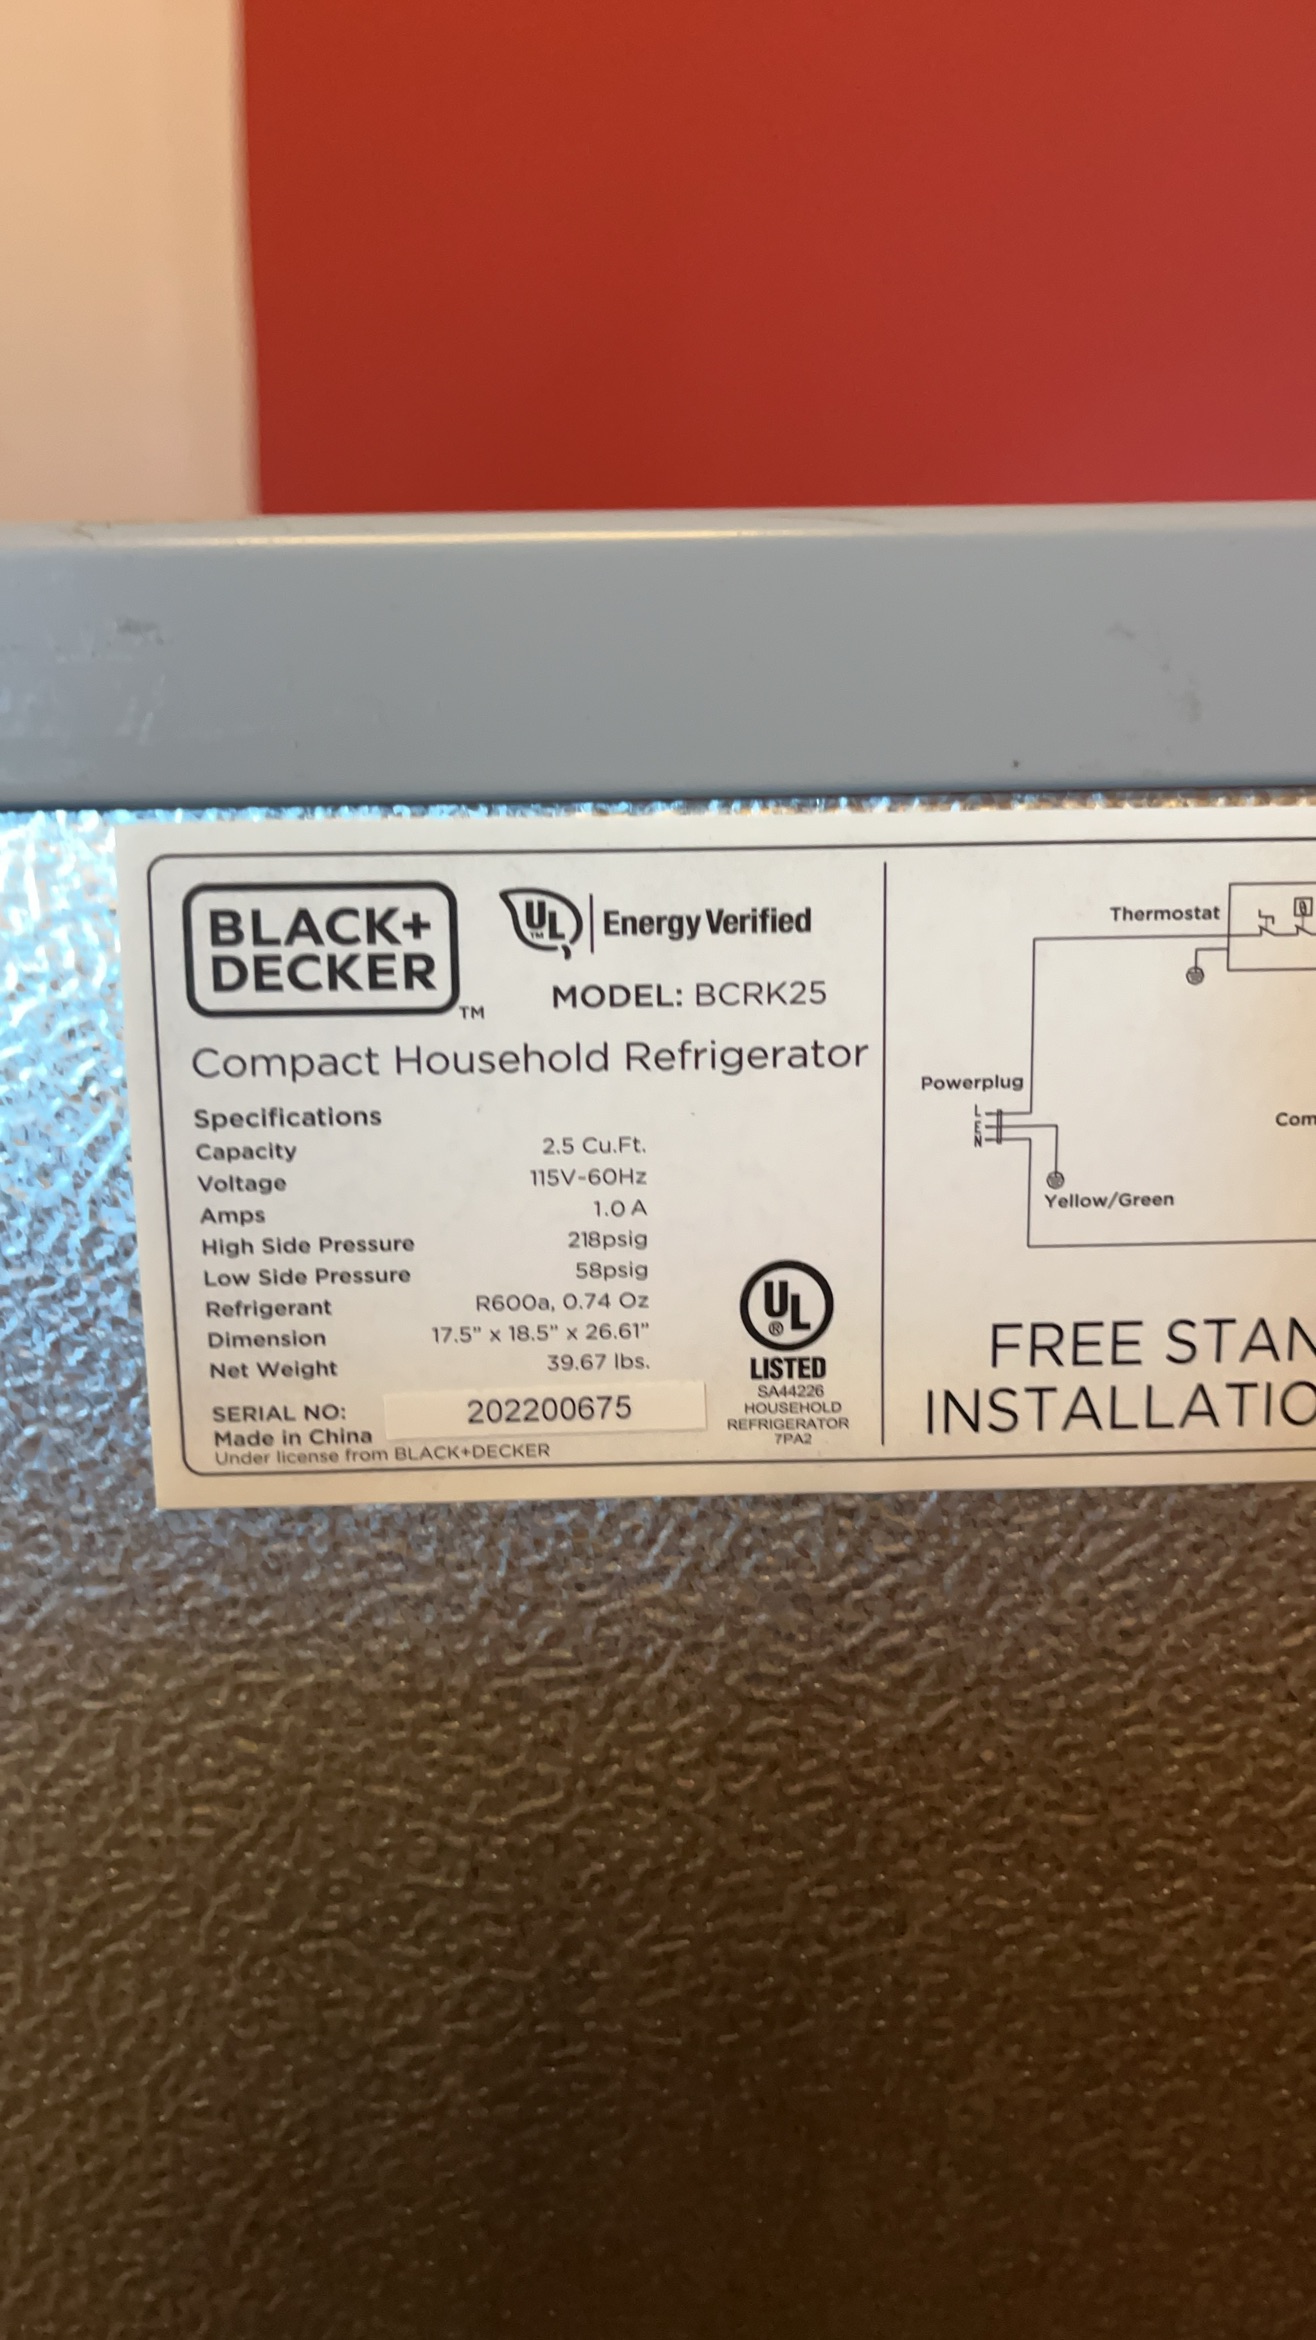 BLACK+
DECKER
TM
UL
TM
Energy Verified
MODEL: BCRK25
Compact Household Refrigerator
Specifications
Capacity 2.5 Cu.Ft.
Voltage 115V~60Hz
Amps 1.0 A
High Side Pressure 218psig
Low Side Pressure 58psig
Refrigerant R600a, 0.74 Oz
Dimension 17.5" x 18.5" x 26.61"
Net Weight 39.67 lbs.
SERIAL NO: 202200675
Made in China
Under license from BLACK+DECKER
UL
®
LISTED
SA44226
HOUSEHOLD
REFRIGERATOR
7PA2
Thermostat
Powerplug
L
E
N
Com
Yellow/Green
FREE STAN
INSTALLATIO